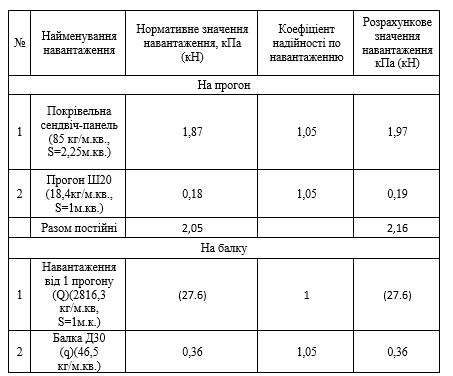 № Найменування навантаження Нормативне значення навантаження, кПа (кН) Коефіцієнт надійності по навантаженню Розрахункове значення навантаження кПа (кН)
На прогон
1 Покрівельна сендвіч-панель (85 кг/м.кв., S=2,25м.кв.) 1,87 1,05 1,97
2 Прогон Ш20 (18,4кг/м.кв., S=1м.кв.) 0,18 1,05 0,19
Разом постійні 2,05 2,16
На балку
1 Навантаження від 1 прогону (Q)(2816,3 кг/м.кв, S=1м.к.) (27.6) 1 (27.6)
2 Балка Д30 (q)(46,5 кг/м.кв.) 0,36 1,05 0,36